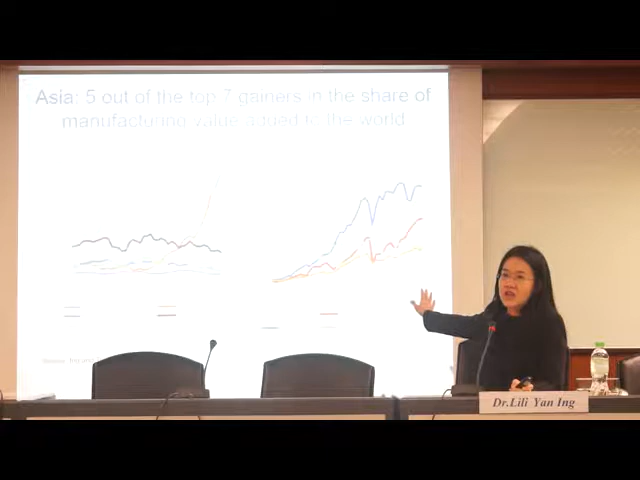 Asia: 5 out of the top 7 gainers in the share of
manufacturing value added to the world
Dr.Lili Yan Ing